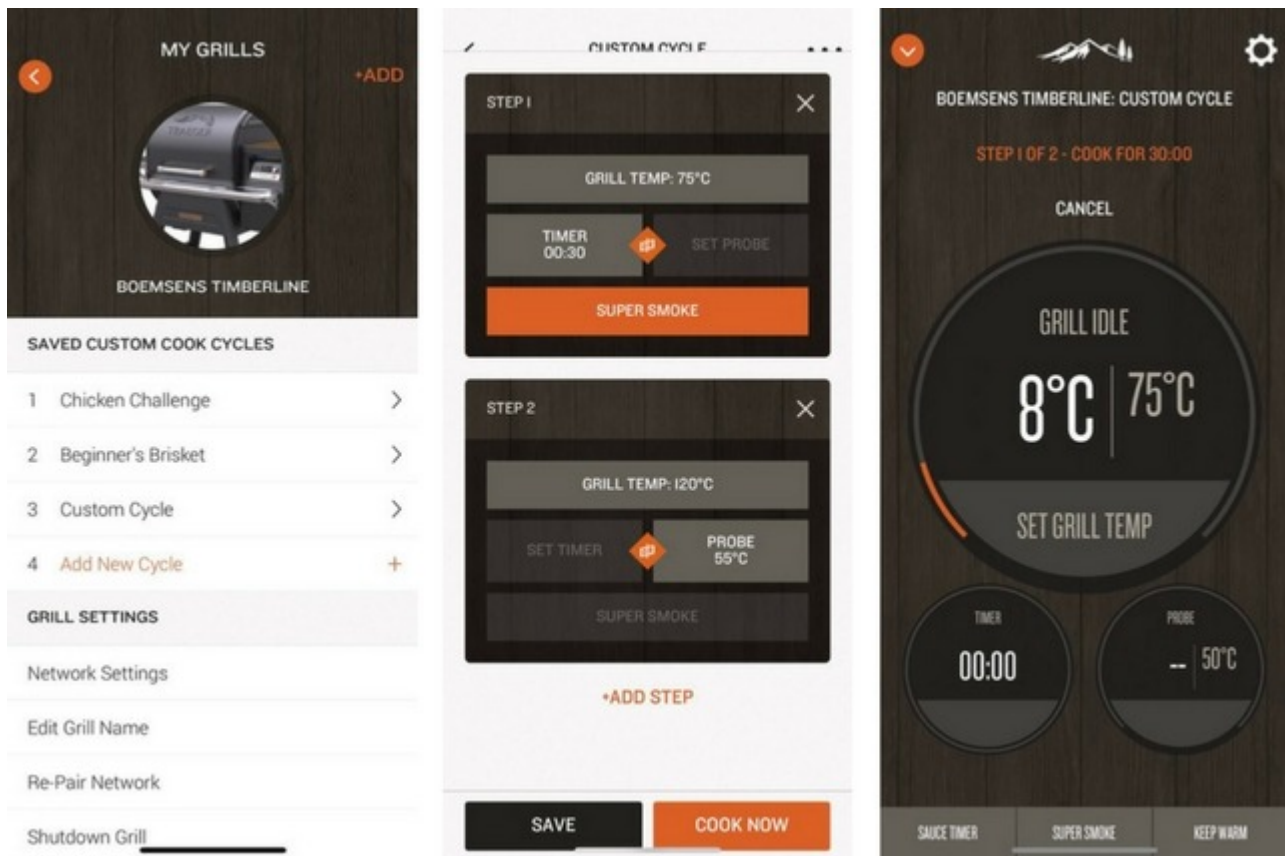 MY GRILLS
+ADD
TRAEGER
BOEMSENS TIMBERLINE
SAVED CUSTOM COOK CYCLES
1 Chicken Challenge
2 Beginner's Brisket
3 Custom Cycle
4 Add New Cycle +
GRILL SETTINGS
Network Settings
Edit Grill Name
Re-Pair Network
Shutdown Grill
CUSTOM CYCLE
STEP 1
GRILL TEMP: 75°C
TIMER
00:30
SET PROBE
SUPER SMOKE
STEP 2
GRILL TEMP: 120°C
SET TIMER
PROBE
55°C
SUPER SMOKE
+ADD STEP
SAVE
COOK NOW
BOEMSENS TIMBERLINE: CUSTOM CYCLE
STEP 1 OF 2 - COOK FOR 30:00
CANCEL
GRILL IDLE
8°C 75°C
SET GRILL TEMP
TIMER
00:00
PROBE
-- 50°C
SAUCE TIMER
SUPER SMOKE
KEEP WARM